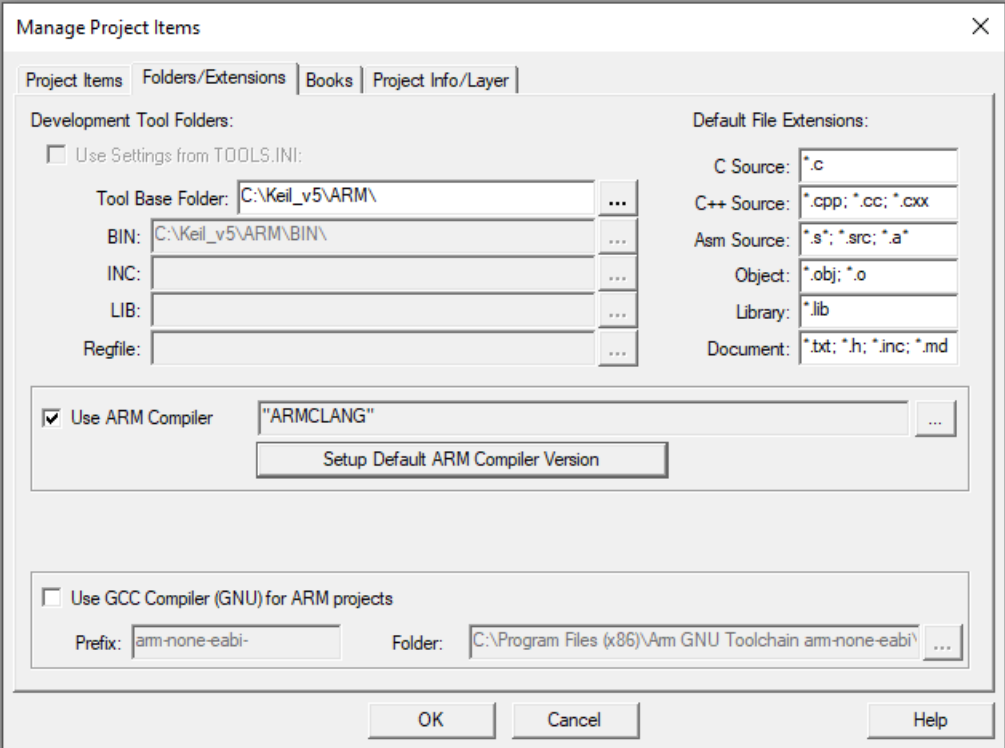 Manage Project Items
Project Items Folders/Extensions Books Project Info/Layer
Development Tool Folders:
Use Settings from TOOLS.INI:
Tool Base Folder: C:\Keil_v5\ARM\ ...
BIN: C:\Keil_v5\ARM\BIN\ ...
INC: ...
LIB: ...
Regfile: ...
Default File Extensions:
C Source: *.c
C++ Source: *.cpp; *.cc; *.cxx
Asm Source: *.s*; *.src; *.a*
Object: *.obj; *.o
Library: *.lib
Document: *.txt; *.h; *.inc; *.md
Use ARM Compiler "ARMCLANG" ...
Setup Default ARM Compiler Version
Use GCC Compiler (GNU) for ARM projects
Prefix: arm-none-eabi- Folder: C:\Program Files (x86)\Arm GNU Toolchain arm-none-eabi\ ...
OK Cancel Help